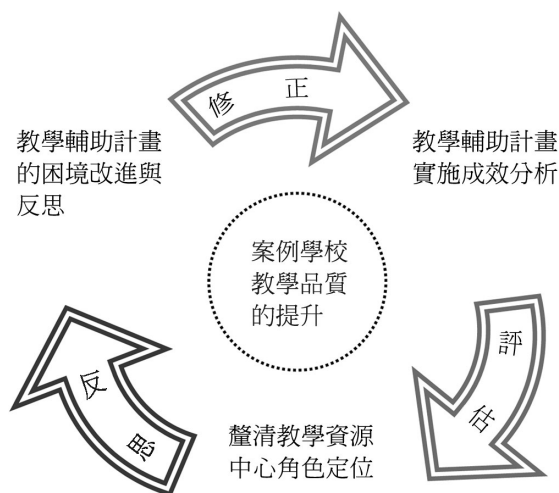 修正
教學輔助計畫
的困境改進與
反思
教學輔助計畫
實施成效分析
案例學校
教學品質
的提升
評估
反思
釐清教學資源
中心角色定位